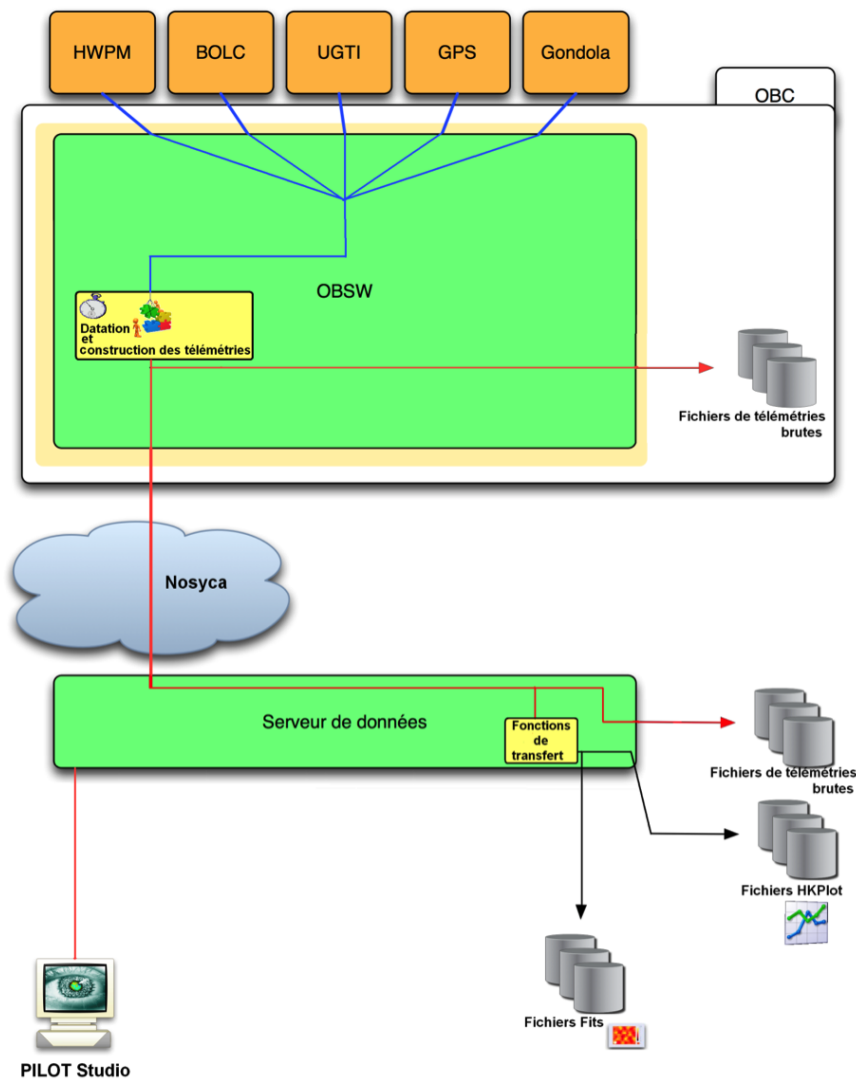 HWPM
BOLC
UGTI
GPS
Gondola
OBC
OBSW
Datation
et
construction des télémétries
Fichiers de télémétries
brutes
Nosyca
Serveur de données
Fonctions
de
transfert
Fichiers de télémétries
brutes
Fichiers HKPlot
Fichiers Fits
PILOT Studio